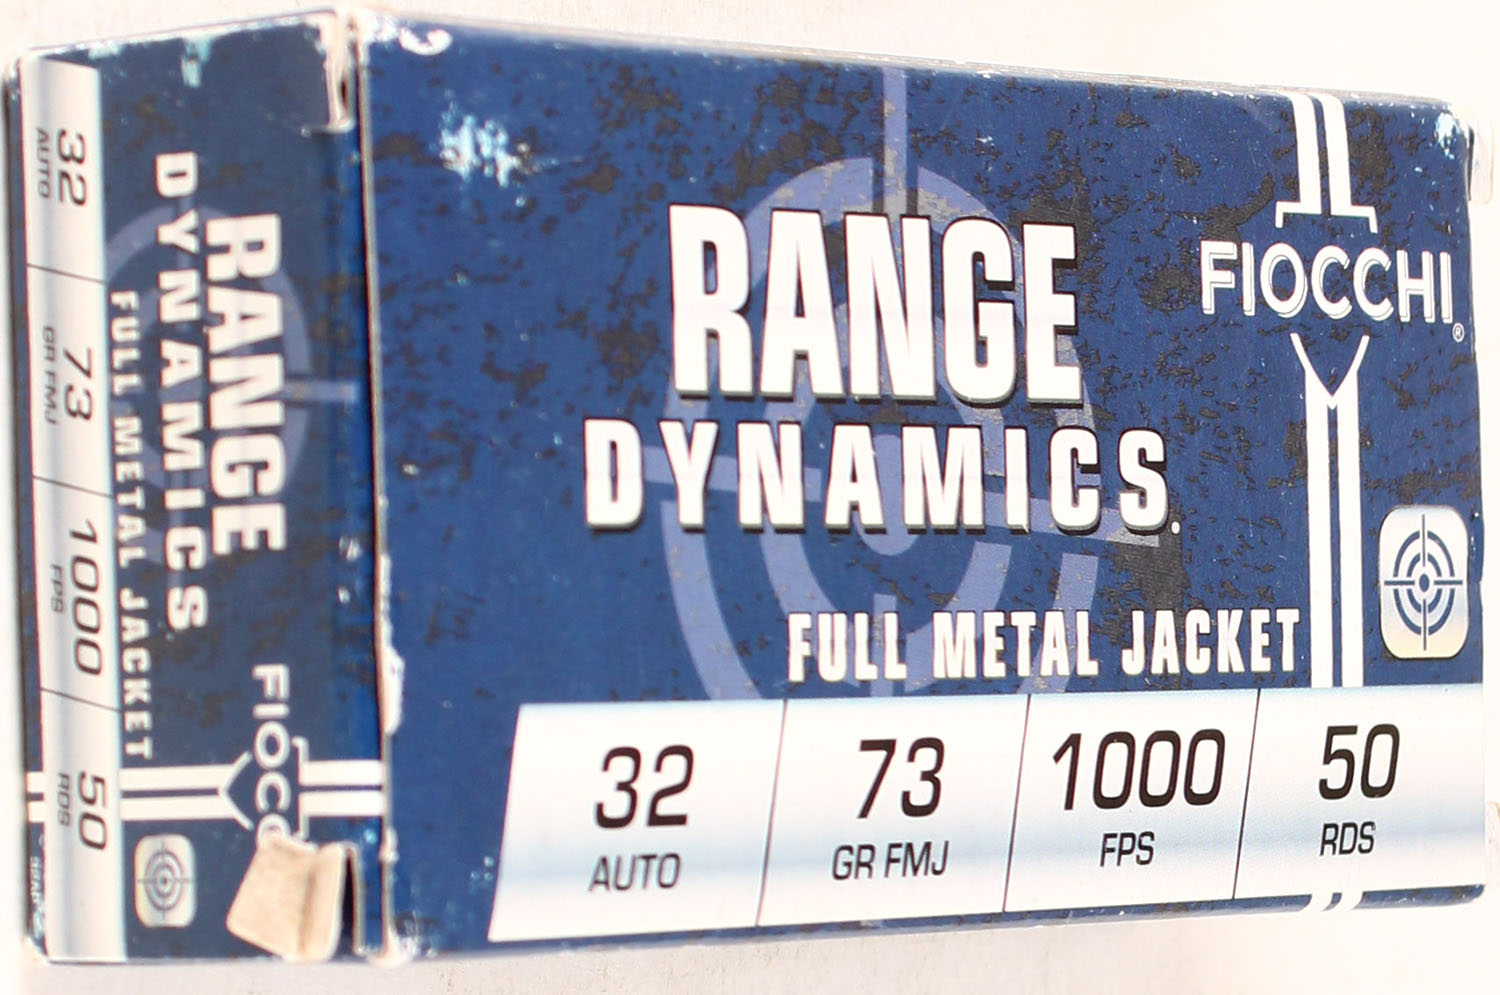 FIOCCHI®
RANGE
DYNAMICS.
FULL METAL JACKET
32
AUTO
73
GR FMJ
1000
FPS
50
RDS
RANGE
DYNAMICS
FULL METAL JACKET
32
AUTO
73
GR FMJ
1000
FPS
50
RDS